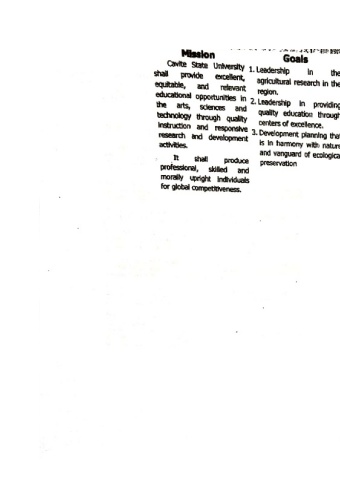 Mission
Cavite State University
shall provide excellent,
equitable, and relevant
educational opportunities in
the arts, sciences and
technology through quality
instruction and responsive
research and development
activities.
It shall produce
professional, skilled and
morally upright individuals
for global competitiveness.
Goals
1. Leadership in the
agricultural research in the
region.
2. Leadership in providing
quality education through
centers of excellence.
3. Development planning that
is in harmony with nature
and vanguard of ecological
preservation